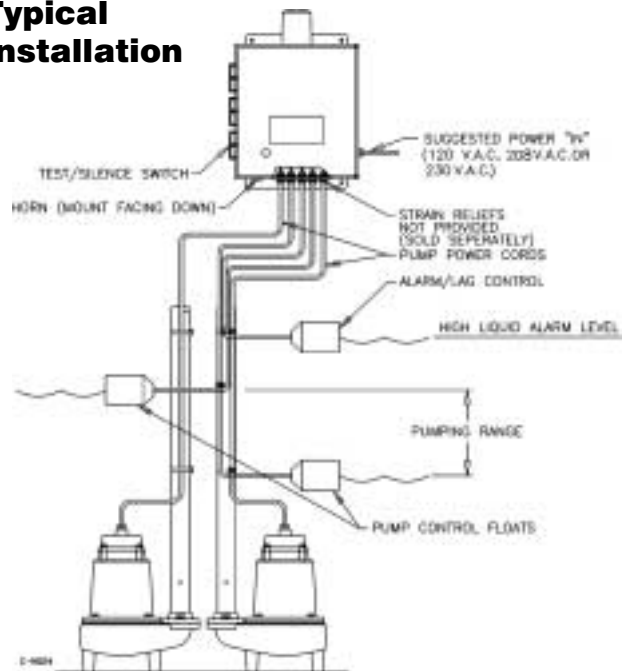 Typical
Installation
SUGGESTED POWER "IN"
(120 V.A.C, 208V.A.C.OR
230 V.A.C.)
TEST/SILENCE SWITCH
HORN (MOUNT FACING DOWN)
STRAIN RELIEFS
NOT PROVIDED
(SOLD SEPERATELY)
PUMP POWER CORDS
ALARM/LAG CONTROL
HIGH LIQUID ALARM LEVEL
PUMPING RANGE
PUMP CONTROL FLOATS